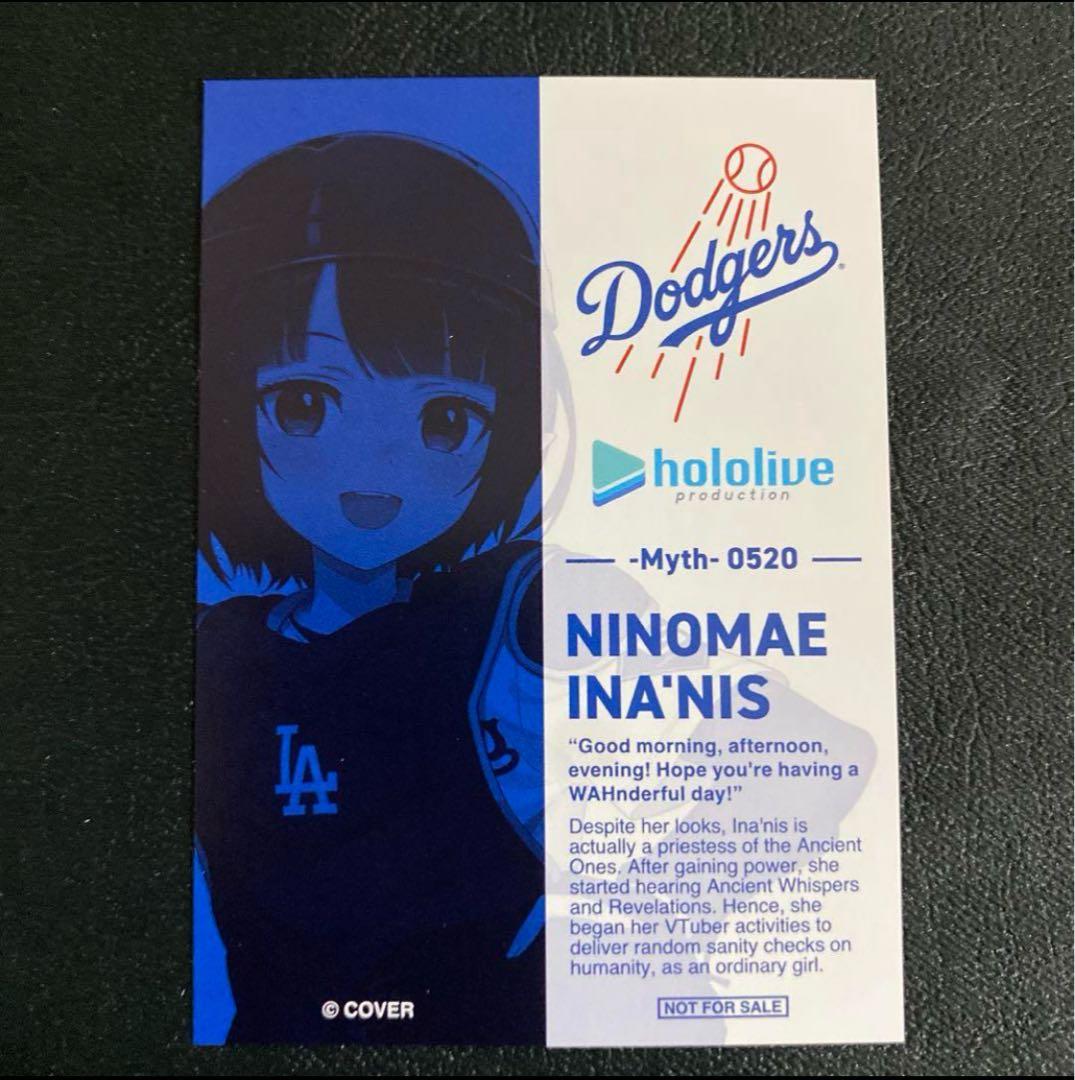 Dodgers
hololive
production
-Myth- 0520
NINOMAE
INA'NIS
“Good morning, afternoon,
evening! Hope you're having a
WAHnderful day!”
Despite her looks, Ina'nis is
actually a priestess of the Ancient
Ones. After gaining power, she
started hearing Ancient Whispers
and Revelations. Hence, she
began her VTuber activities to
deliver random sanity checks on
humanity, as an ordinary girl.
NOT FOR SALE
LA
© COVER